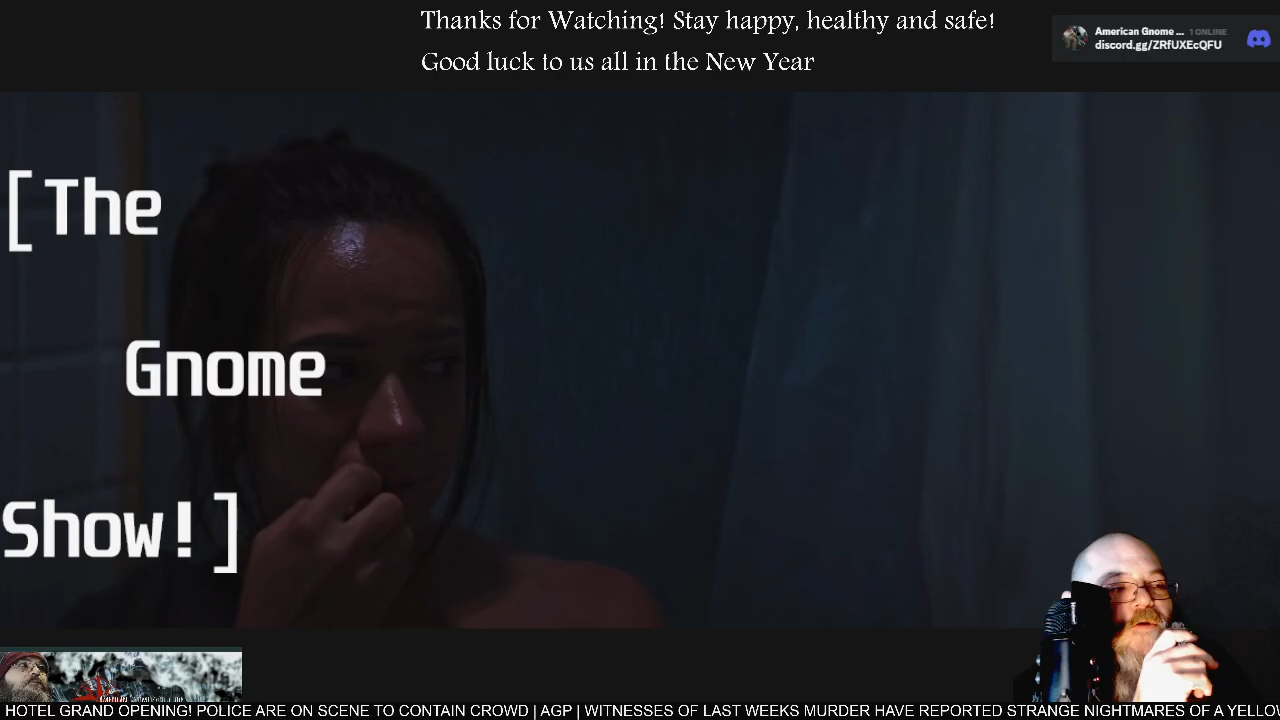 Thanks for Watching! Stay happy, healthy and safe!
Good luck to us all in the New Year
American Gnome ... 1 ONLINE
discord.gg/ZRfUXEcQFU
[The
Gnome
Show!]
HOTEL GRAND OPENING! POLICE ARE ON SCENE TO CONTAIN CROWD | AGP | WITNESSES OF LAST WEEKS MURDER HAVE REPORTED STRANGE NIGHTMARES OF A YELLOW